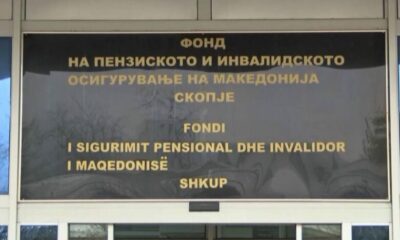 ФОНД
НА ПЕНЗИСКОТО И ИНВАЛИДСКОТО
ОСИГУРУВАЊЕ НА МАКЕДОНИЈА
СКОПЈЕ
FONDI
I SIGURIMIT PENSIONAL DHE INVALIDOR
I MAQEDONISË
SHKUP